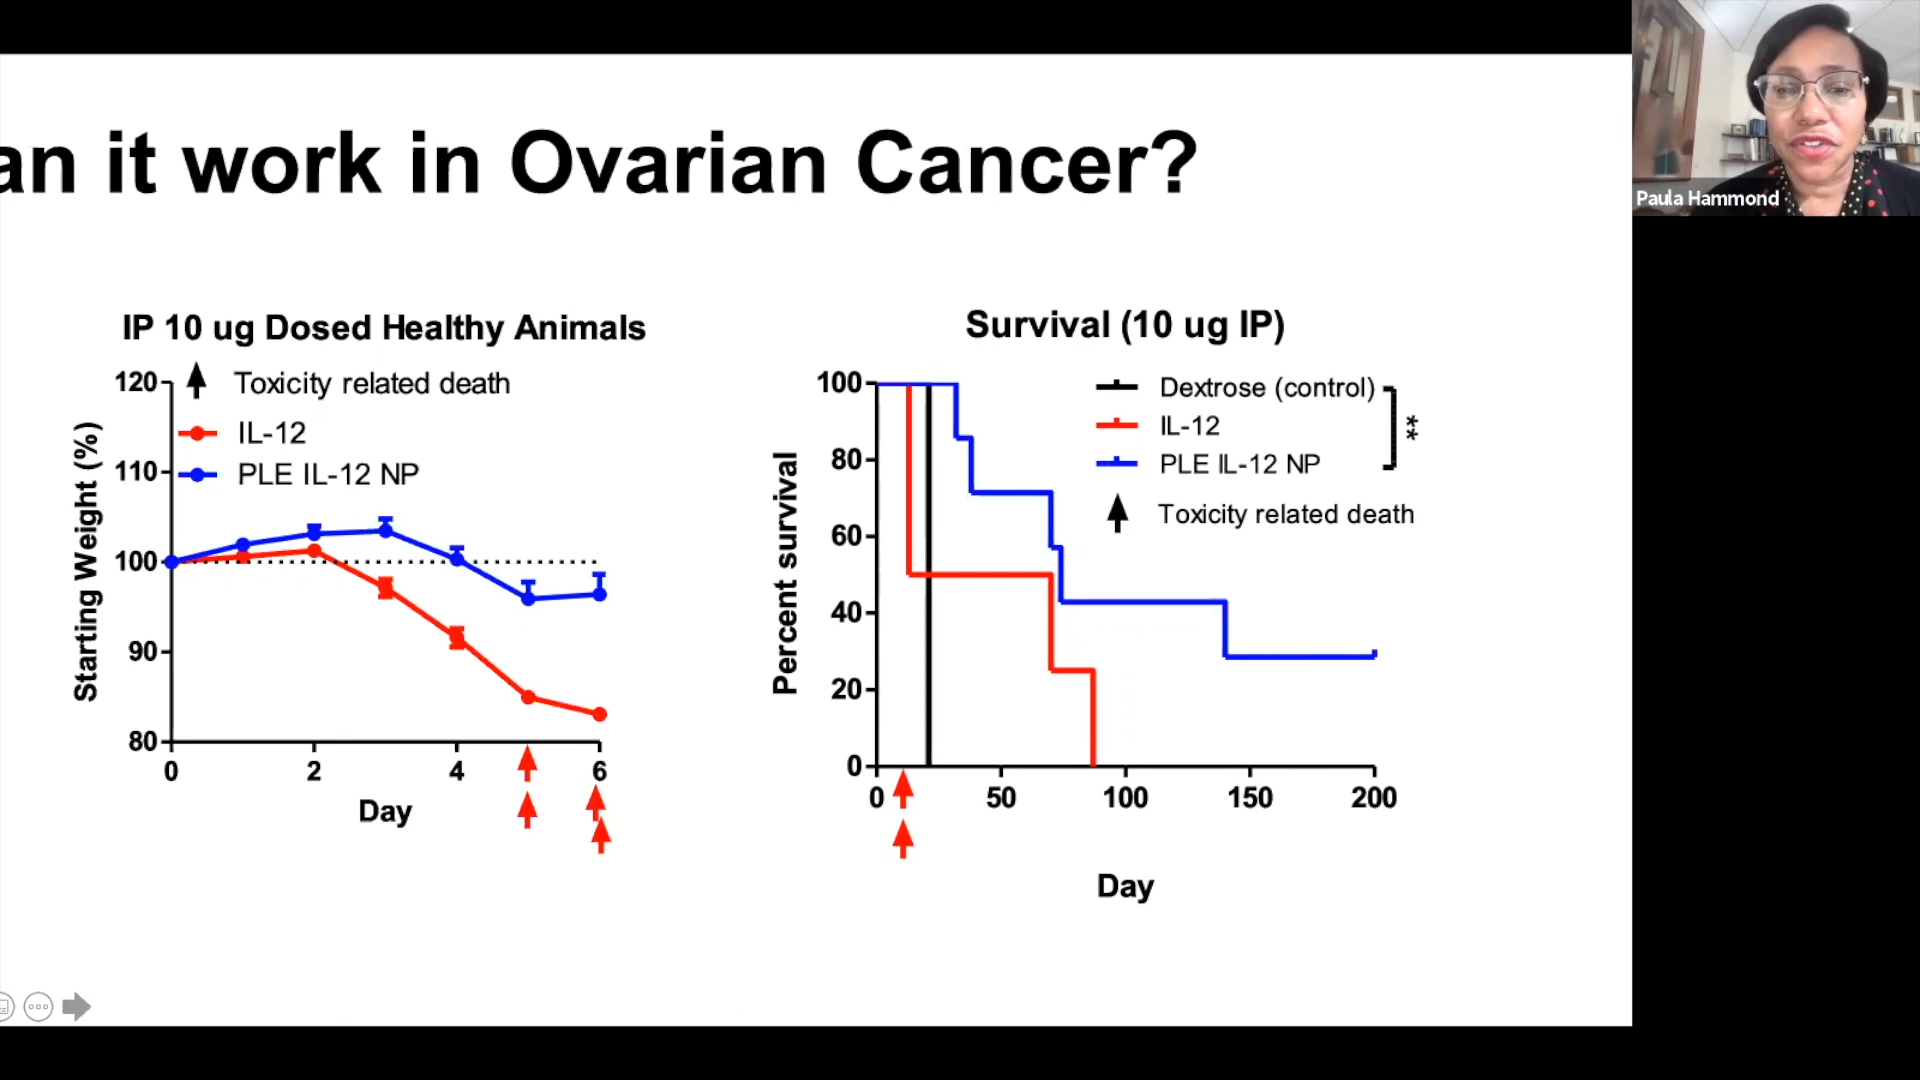 an it work in Ovarian Cancer?
Paula Hammond
IP 10 ug Dosed Healthy Animals
Toxicity related death
IL-12
PLE IL-12 NP
Starting Weight (%)
120
110
100
90
80
0 2 4 6
Day
Survival (10 ug IP)
Dextrose (control)
IL-12
PLE IL-12 NP
**
Toxicity related death
Percent survival
100
80
60
40
20
0
0 50 100 150 200
Day